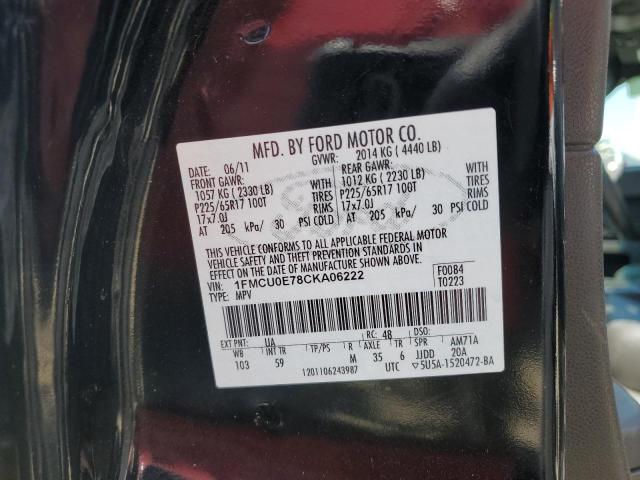 MFD. BY FORD MOTOR CO.
DATE: 06/11 GVWR: 2014 KG ( 4440 LB)
FRONT GAWR: REAR GAWR:
1057 KG ( 2330 LB) WITH 1012 KG ( 2230 LB) WITH
P225/65R17 100T TIRES P225/65R17 100T TIRES
17x7.0J RIMS 17x7.0J RIMS
AT 205 kPa/ 30 PSI COLD AT 205 kPa/ 30 PSI COLD
THIS VEHICLE CONFORMS TO ALL APPLICABLE FEDERAL MOTOR
VEHICLE SAFETY AND THEFT PREVENTION STANDARDS IN
EFFECT ON THE DATE OF MANUFACTURE SHOWN ABOVE.
VIN: 1FMCU0E78CKA06222 F0084
TYPE: MPV T0223
EXT PNT: UA RC: 48 DSO:
WB INT TR TP/PS R AXLE TR SPR AM71A
103 59 M 35 6 JJDD 20A
1201106243987 UTC ▽5U5A-1520472-BA